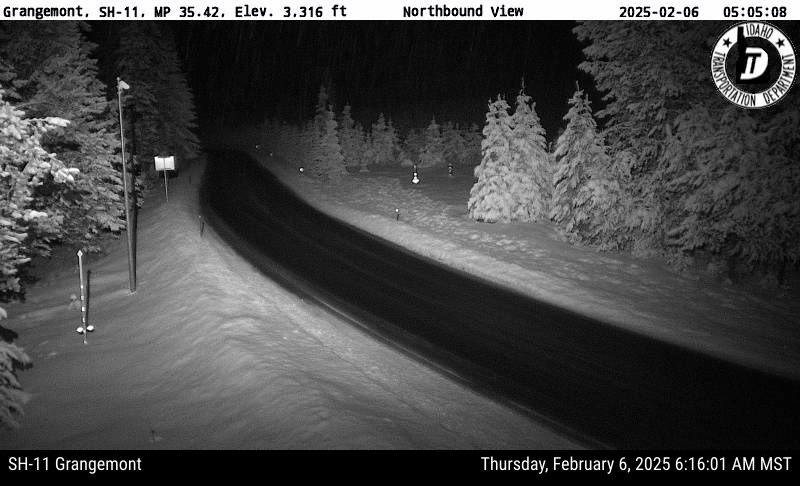 Grangemont, SH-11, MP 35.42, Elev. 3,316 ft Northbound View 2025-02-06 05:05:08
IDAHO
TRANSPORTATION DEPARTMENT
SH-11 Grangemont Thursday, February 6, 2025 6:16:01 AM MST